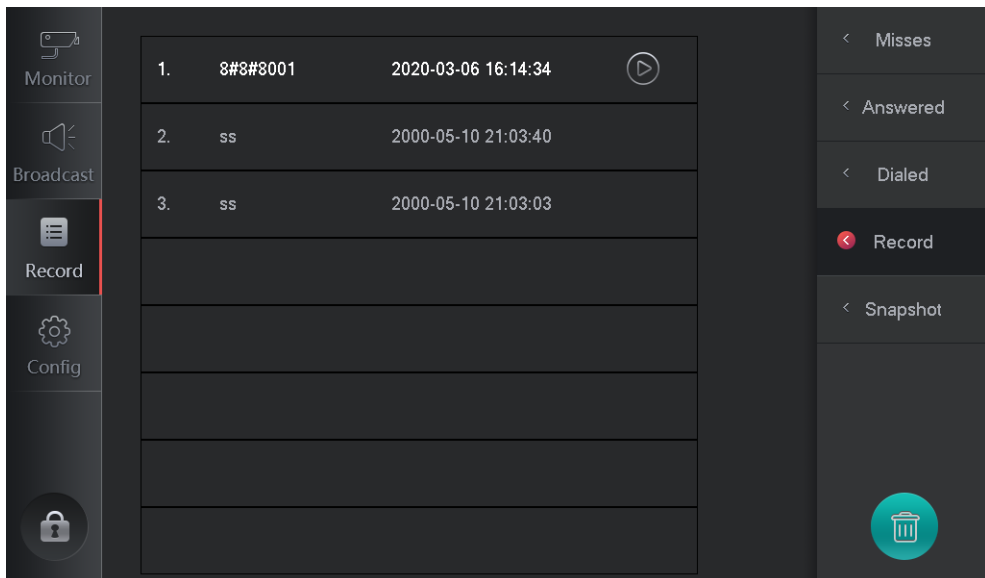 Monitor
Broadcast
Record
Config
1. 8#8#8001 2020-03-06 16:14:34
2. ss 2000-05-10 21:03:40
3. ss 2000-05-10 21:03:03
Misses
Answered
Dialed
Record
Snapshot